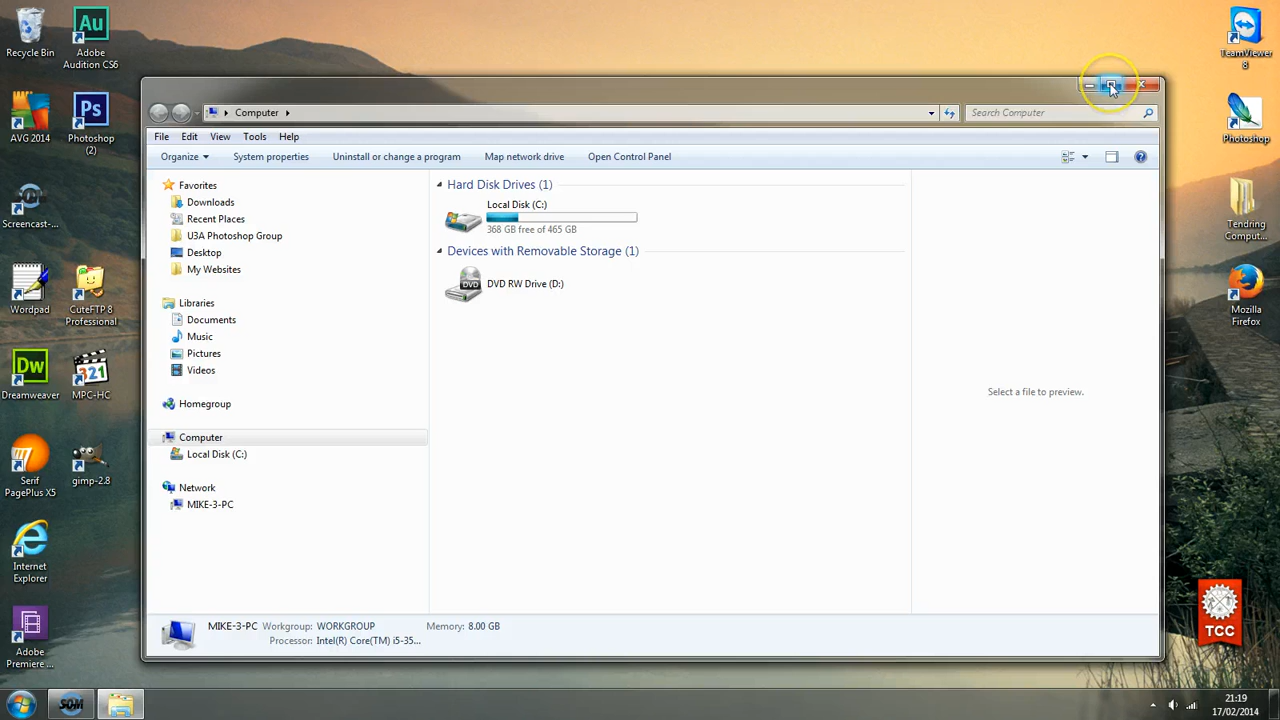 Recycle Bin
Adobe
Audition CS6
AVG 2014
Photoshop
(2)
Screencast-...
Wordpad
CuteFTP 8
Professional
Dreamweaver
MPC-HC
Serif
PagePlus X5
gimp-2.8
Internet
Explorer
Adobe
Premiere ...
Computer
Search Computer
File Edit View Tools Help
Organize System properties Uninstall or change a program Map network drive Open Control Panel
Favorites
Downloads
Recent Places
U3A Photoshop Group
Desktop
My Websites
Libraries
Documents
Music
Pictures
Videos
Homegroup
Computer
Local Disk (C:)
Network
MIKE-3-PC
Hard Disk Drives (1)
Local Disk (C:)
368 GB free of 465 GB
Devices with Removable Storage (1)
DVD
DVD RW Drive (D:)
Select a file to preview.
MIKE-3-PC Workgroup: WORKGROUP Memory: 8.00 GB
Processor: Intel(R) Core(TM) i5-35...
TeamViewer
8
Photoshop
Tendring
Comput...
Mozilla
Firefox
TCC
Au
Ps
321
Dw
SOM
21:19
17/02/2014